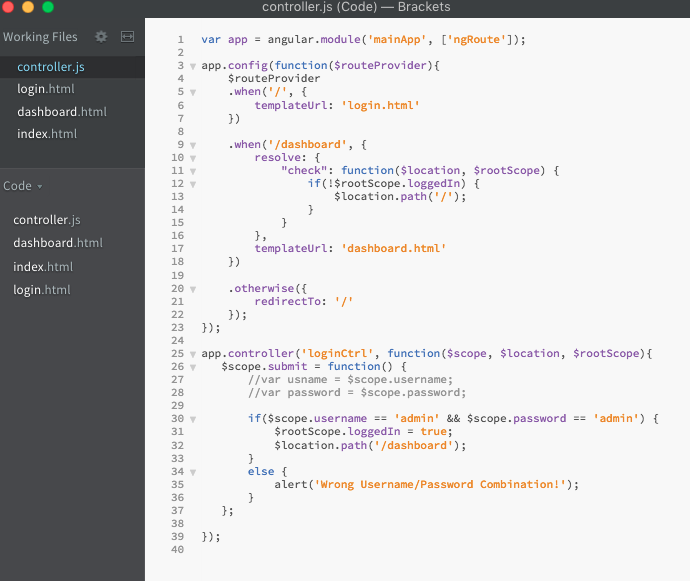 controller.js (Code) — Brackets
Working Files
controller.js
login.html
dashboard.html
index.html
Code
controller.js
dashboard.html
index.html
login.html
1 var app = angular.module('mainApp', ['ngRoute']);
2
3 app.config(function($routeProvider){
4     $routeProvider
5     .when('/', {
6         templateUrl: 'login.html'
7     })
8
9     .when('/dashboard', {
10         resolve: {
11             "check": function($location, $rootScope) {
12                 if(!$rootScope.loggedIn) {
13                     $location.path('/');
14                 }
15             }
16         },
17         templateUrl: 'dashboard.html'
18     })
19
20     .otherwise({
21         redirectTo: '/'
22     });
23 });
24
25 app.controller('loginCtrl', function($scope, $location, $rootScope){
26    $scope.submit = function() {
27        //var usname = $scope.username;
28        //var password = $scope.password;
29
30        if($scope.username == 'admin' && $scope.password == 'admin') {
31            $rootScope.loggedIn = true;
32            $location.path('/dashboard');
33        }
34        else {
35            alert('Wrong Username/Password Combination!');
36        }
37    };
38
39 });
40